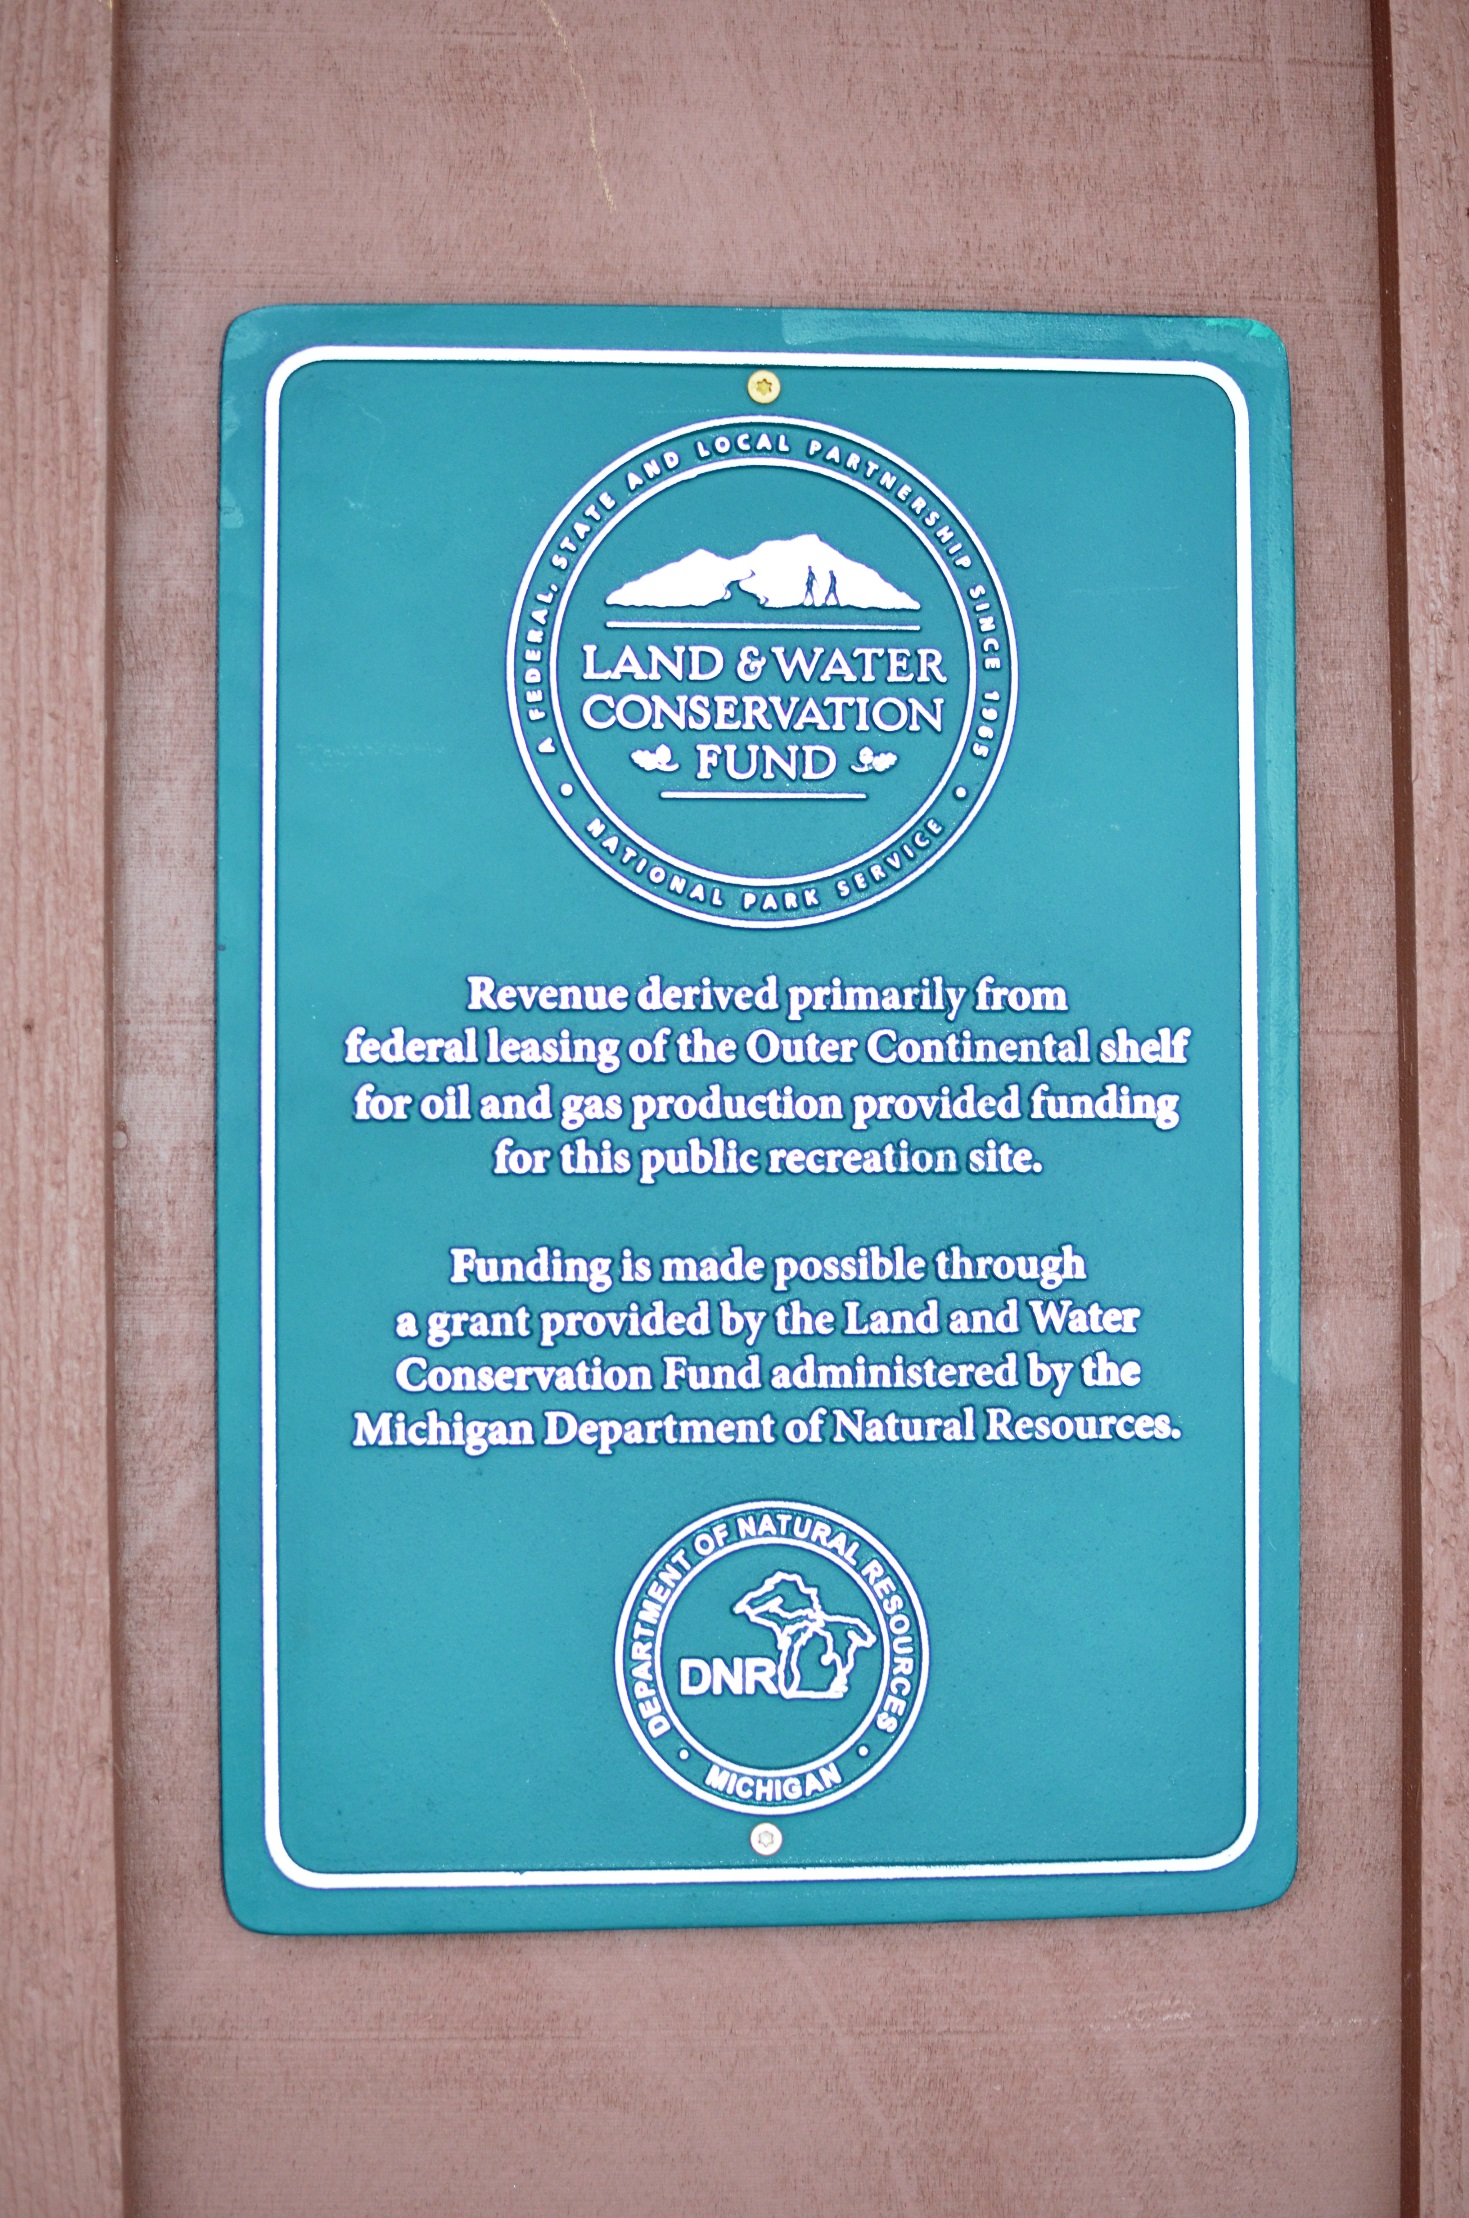 A FEDERAL, STATE AND LOCAL PARTNERSHIP SINCE 1965
LAND & WATER
CONSERVATION
FUND
NATIONAL PARK SERVICE
Revenue derived primarily from
federal leasing of the Outer Continental shelf
for oil and gas production provided funding
for this public recreation site.
Funding is made possible through
a grant provided by the Land and Water
Conservation Fund administered by the
Michigan Department of Natural Resources.
DEPARTMENT OF NATURAL RESOURCES
DNR
MICHIGAN